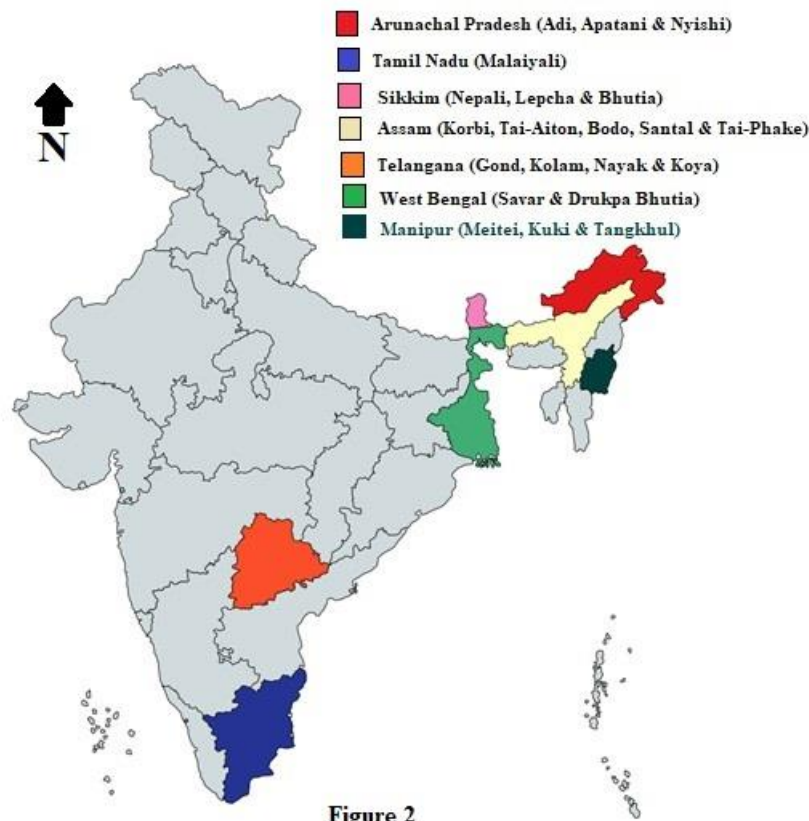 Arunachal Pradesh (Adi, Apatani & Nyishi)
Tamil Nadu (Malaiyali)
Sikkim (Nepali, Lepcha & Bhutia)
Assam (Korbi, Tai-Aiton, Bodo, Santal & Tai-Phake)
Telangana (Gond, Kolam, Nayak & Koya)
West Bengal (Savar & Drukpa Bhutia)
Manipur (Meitei, Kuki & Tangkhul)
N
Figure 2